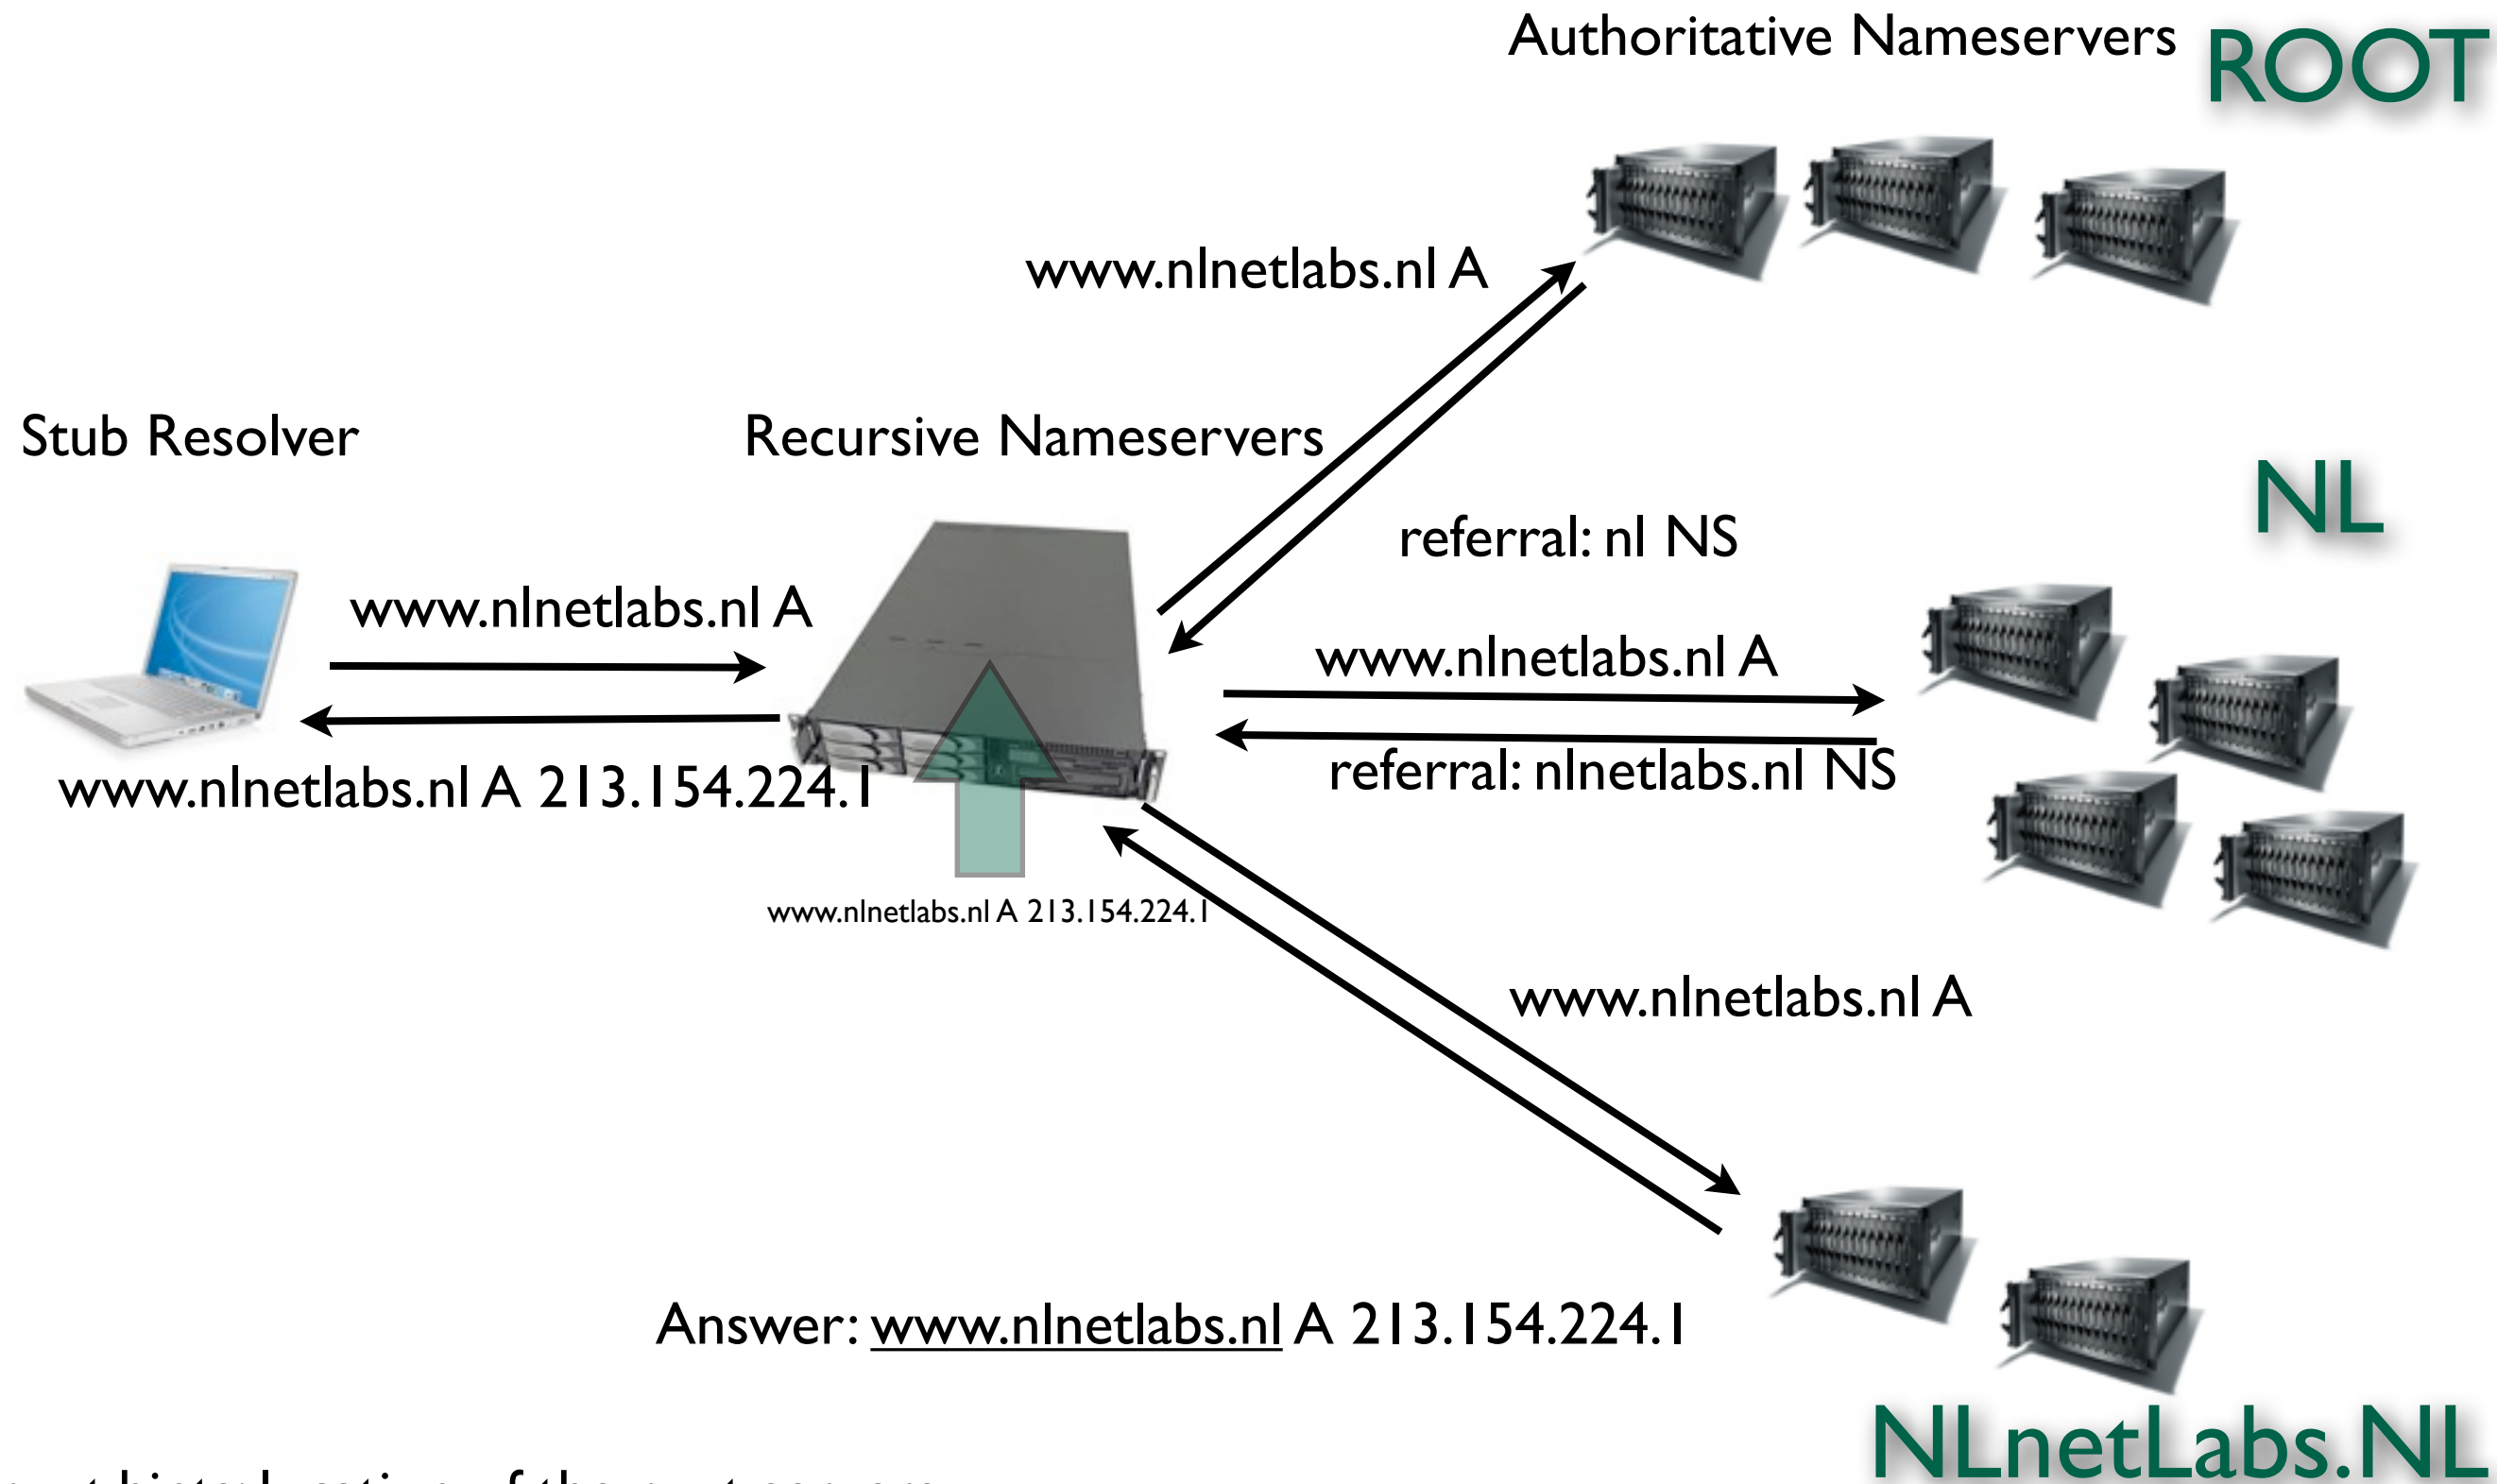 Authoritative Nameservers ROOT
www.nlnetlabs.nl A
Stub Resolver
Recursive Nameservers
NL
referral: nl NS
www.nlnetlabs.nl A
www.nlnetlabs.nl A
referral: nlnetlabs.nl NS
www.nlnetlabs.nl A 213.154.224.1
www.nlnetlabs.nl A 213.154.224.1
www.nlnetlabs.nl A
Answer: www.nlnetlabs.nl A 213.154.224.1
NLnetLabs.NL